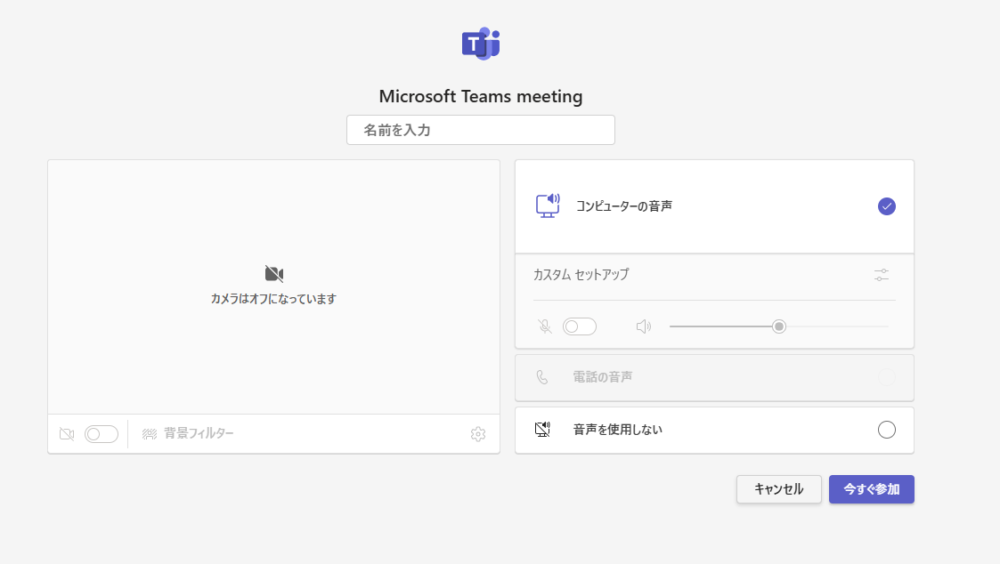 T
Microsoft Teams meeting
名前を入力
カメラはオフになっています
背景フィルター
コンピューターの音声
カスタム セットアップ
電話の音声
音声を使用しない
キャンセル
今すぐ参加